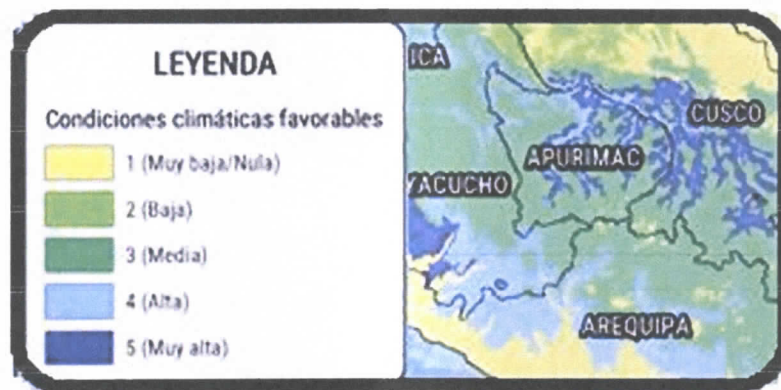 LEYENDA
Condiciones climáticas favorables
1 (Muy baja/Nula)
2 (Baja)
3 (Media)
4 (Alta)
5 (Muy alta)
ICA
CUSCO
APURIMAC
YACUCHO
AREQUIPA